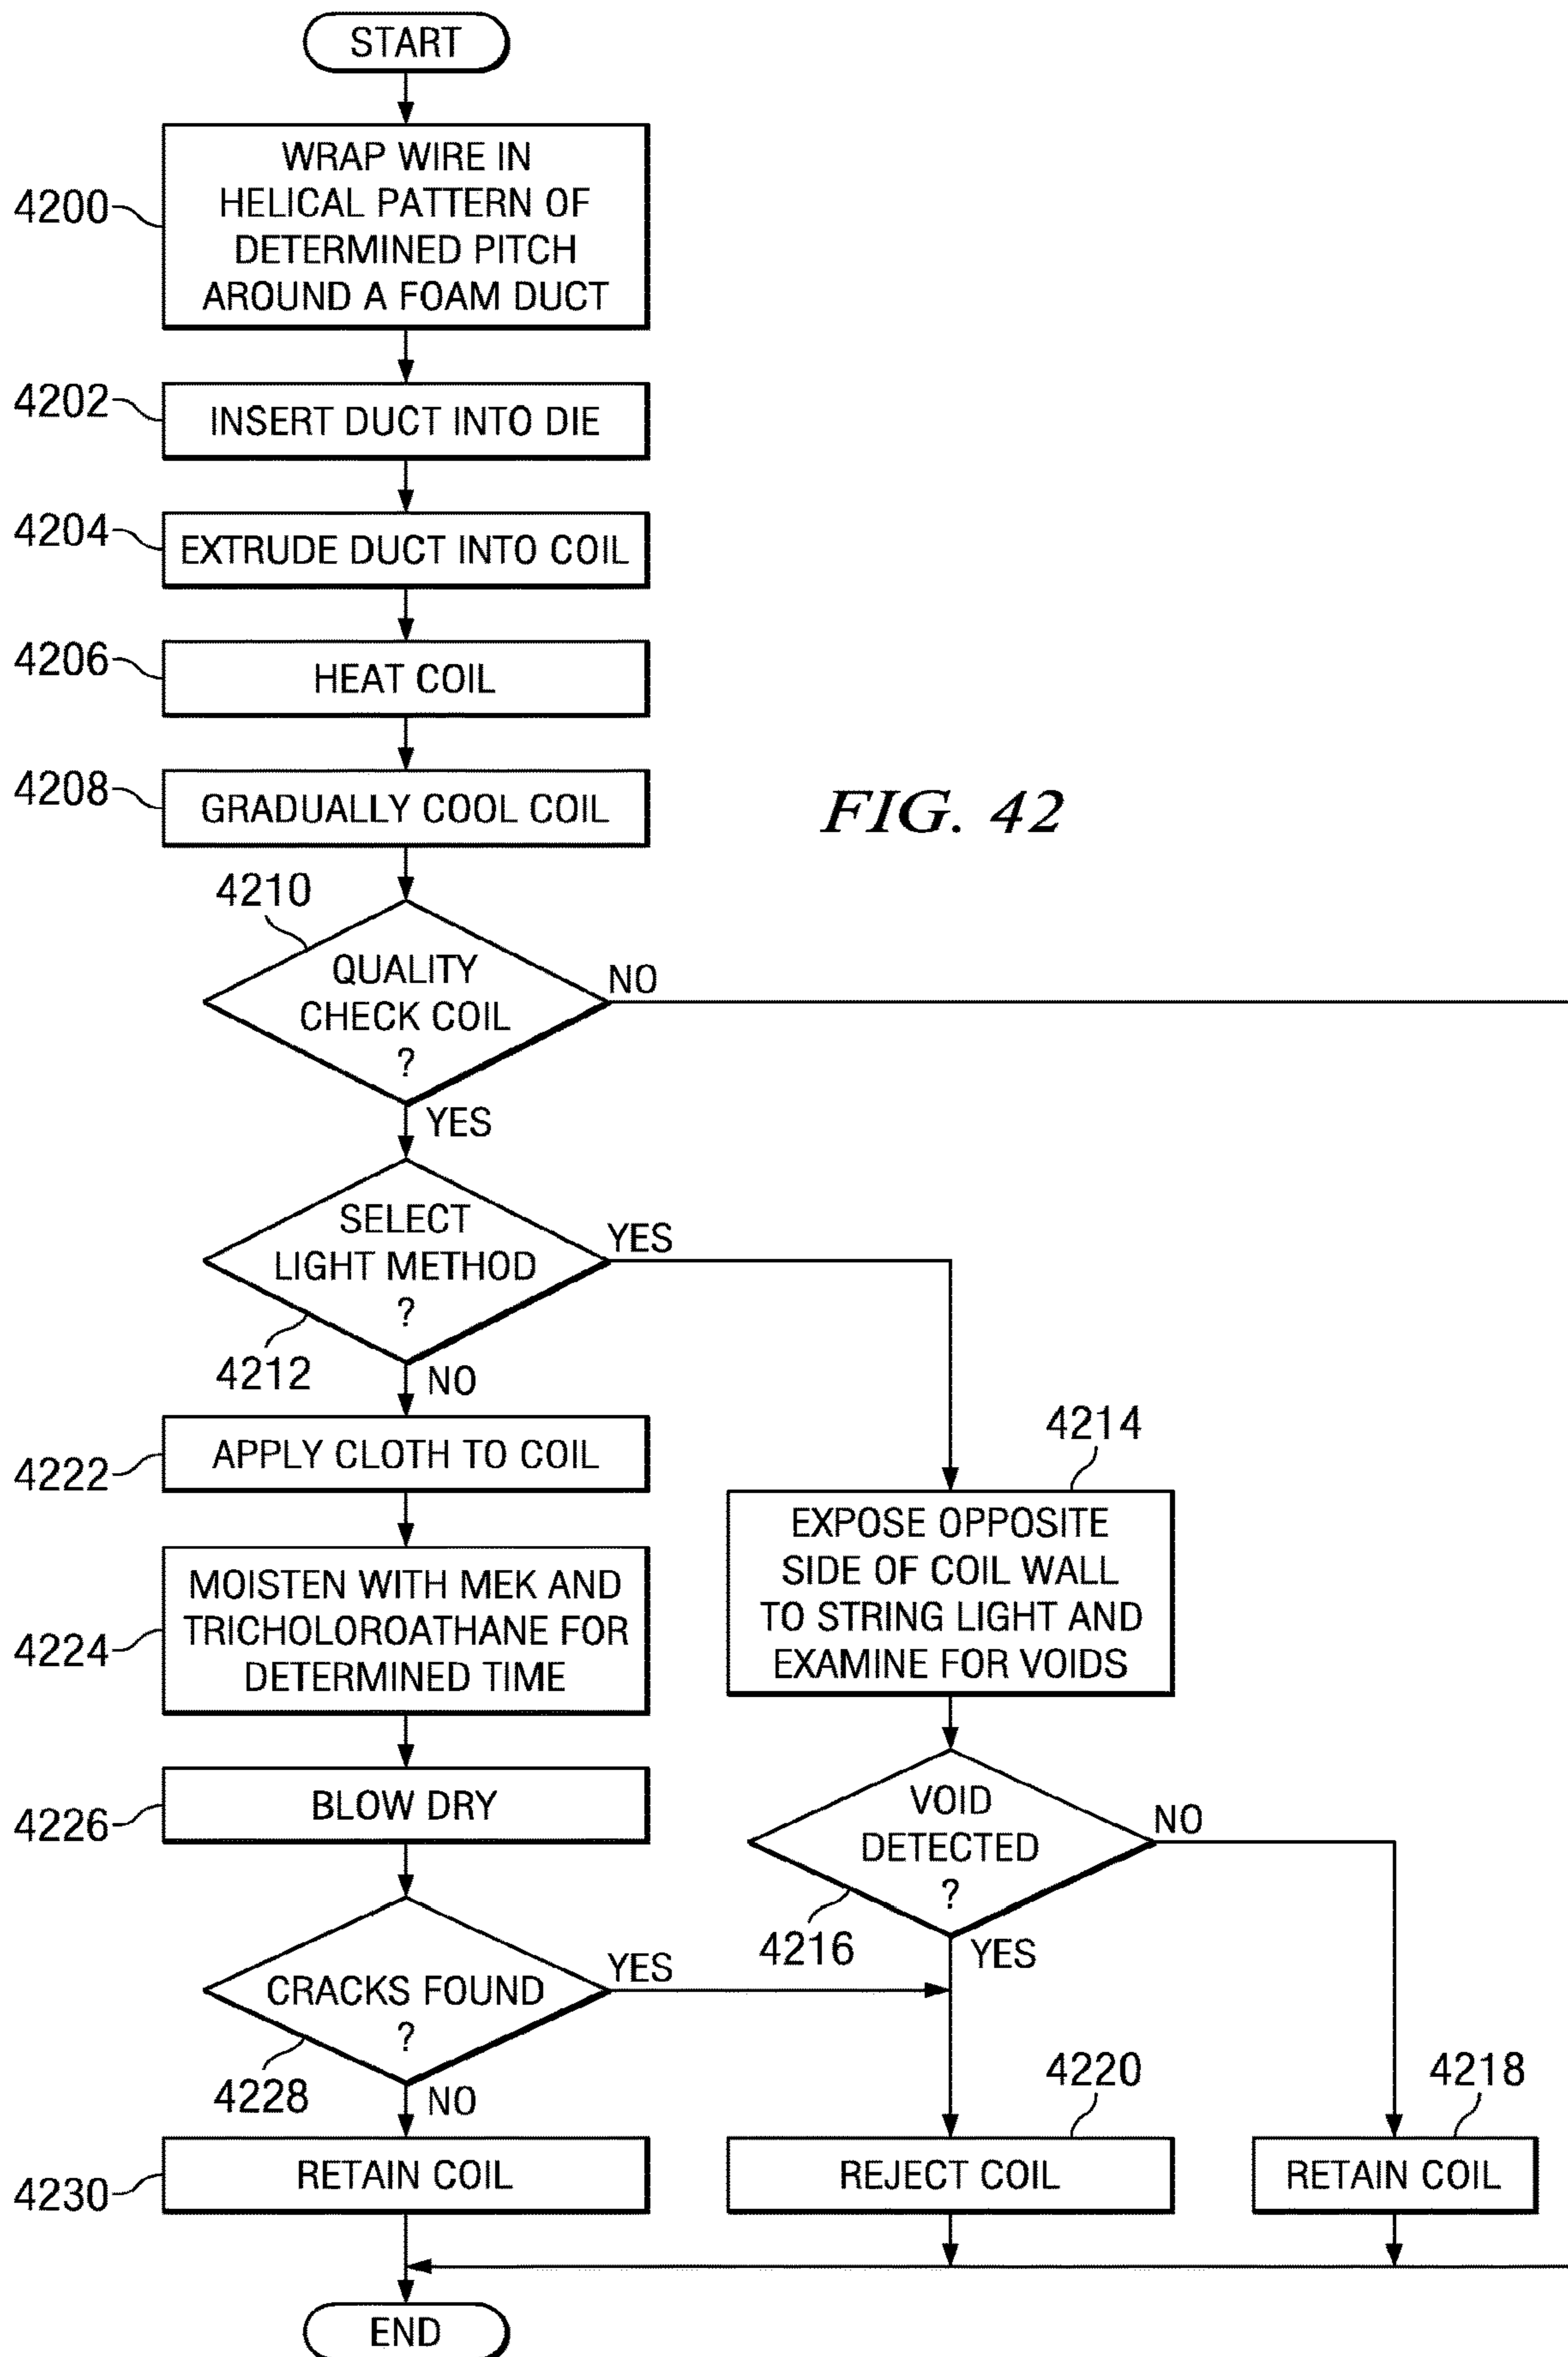 START
4200
WRAP WIRE IN
HELICAL PATTERN OF
DETERMINED PITCH
AROUND A FOAM DUCT
4202
INSERT DUCT INTO DIE
4204
EXTRUDE DUCT INTO COIL
4206
HEAT COIL
4208
GRADUALLY COOL COIL
FIG. 42
4210
QUALITY
CHECK COIL
?
NO
YES
SELECT
LIGHT METHOD
?
YES
4212
NO
4222
APPLY CLOTH TO COIL
4214
EXPOSE OPPOSITE
SIDE OF COIL WALL
TO STRING LIGHT AND
EXAMINE FOR VOIDS
4224
MOISTEN WITH MEK AND
TRICHOLOROATHANE FOR
DETERMINED TIME
4226
BLOW DRY
VOID
DETECTED
?
NO
4216
YES
CRACKS FOUND
?
YES
4228
NO
4220
4218
4230
RETAIN COIL
REJECT COIL
RETAIN COIL
END